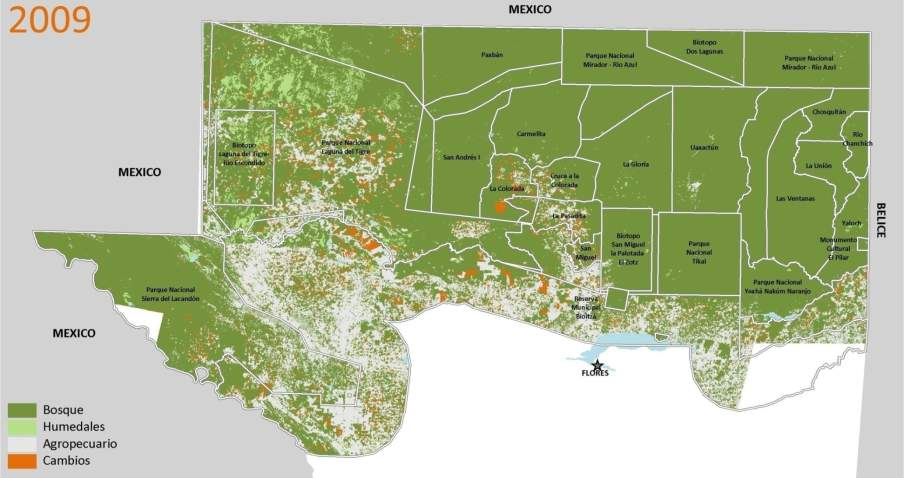 2009
MEXICO
Paxbán
Parque Nacional
Mirador - Río Azul
Biotopo
Dos Lagunas
Parque Nacional
Mirador - Río Azul
Chosquitán
Río
Chanchich
Carmelita
Uaxactún
Biotopo
Laguna del Tigre-
Río Escondido
Parque Nacional
Laguna del Tigre
San Andrés I
La Gloria
La Unión
MEXICO
La Colorada
Cruce a la
Colorada
Las Ventanas
La Pasadita
BELICE
Yaloch
Biotopo
San Miguel
la Palotada
El Zotz
San
Miguel
Parque
Nacional
Tikal
Monumento
Cultural
El Pilar
Parque Nacional
Sierra del Lacandón
Parque Nacional
Yaxhá Nakúm Naranjo
Reserva
Municipal
Bioitzá
MEXICO
FLORES
Bosque
Humedales
Agropecuario
Cambios